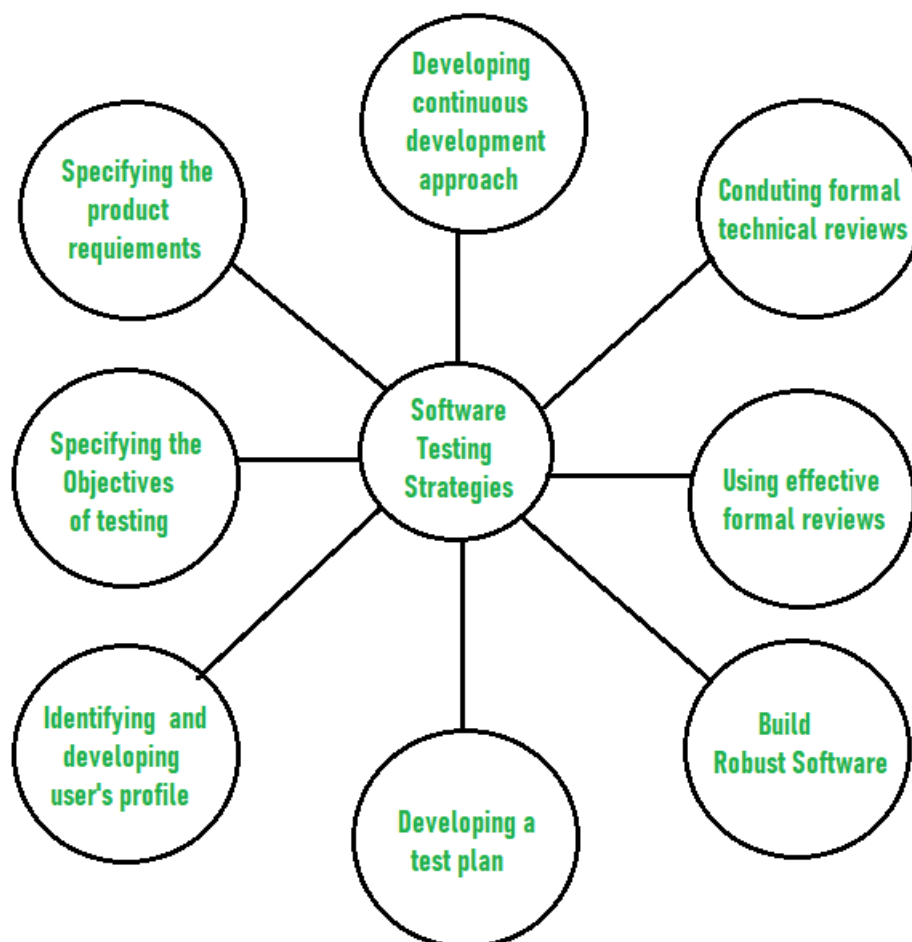 Developing
continuous
development
approach
Specifying the
product
requiements
Conduting formal
technical reviews
Software
Testing
Strategies
Specifying the
Objectives
of testing
Using effective
formal reviews
Identifying and
developing
user's profile
Build
Robust Software
Developing a
test plan